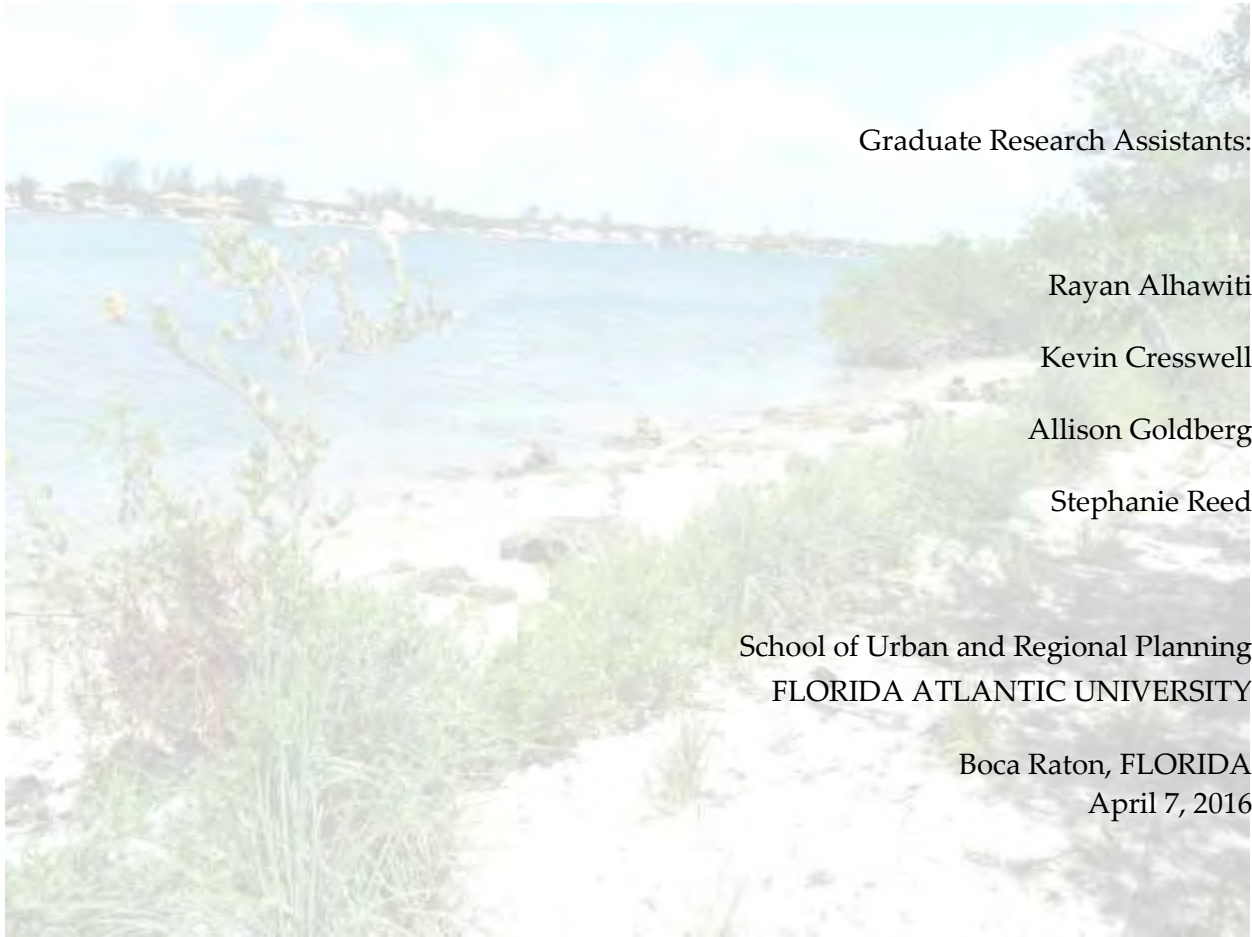 Graduate Research Assistants:
Rayan Alhawiti
Kevin Cresswell
Allison Goldberg
Stephanie Reed
School of Urban and Regional Planning
FLORIDA ATLANTIC UNIVERSITY
Boca Raton, FLORIDA
April 7, 2016